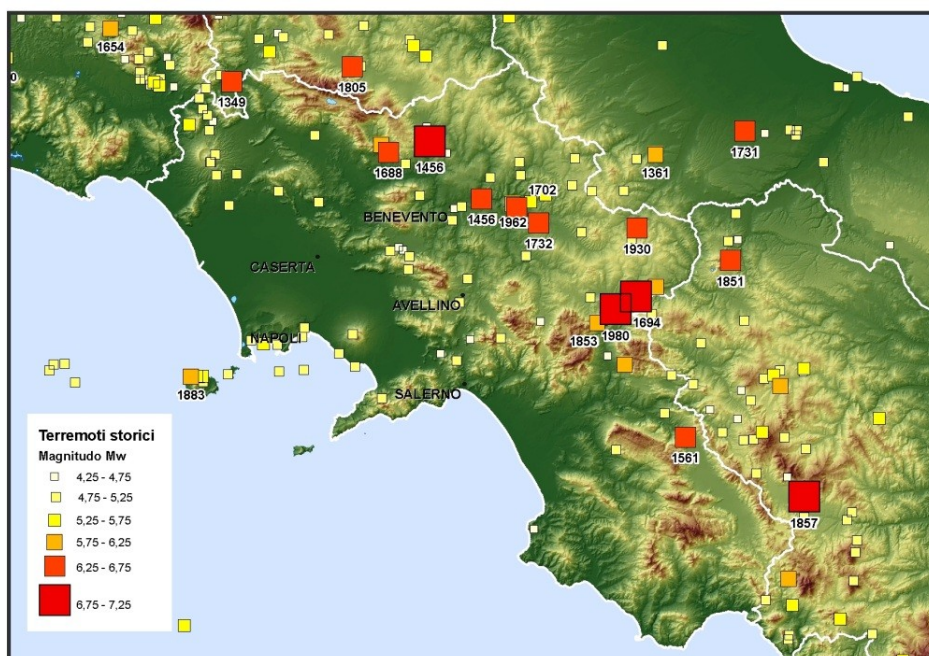 1654
0
1349
1805
1456
1688
1731
1361
1702
BENEVENTO
1456
1962
1732
1930
1851
CASERTA
AVELLINO
1694
1980
1853
NAPOLI
1883
SALERNO
1561
1857
Terremoti storici
Magnitudo Mw
4,25 - 4,75
4,75 - 5,25
5,25 - 5,75
5,75 - 6,25
6,25 - 6,75
6,75 - 7,25